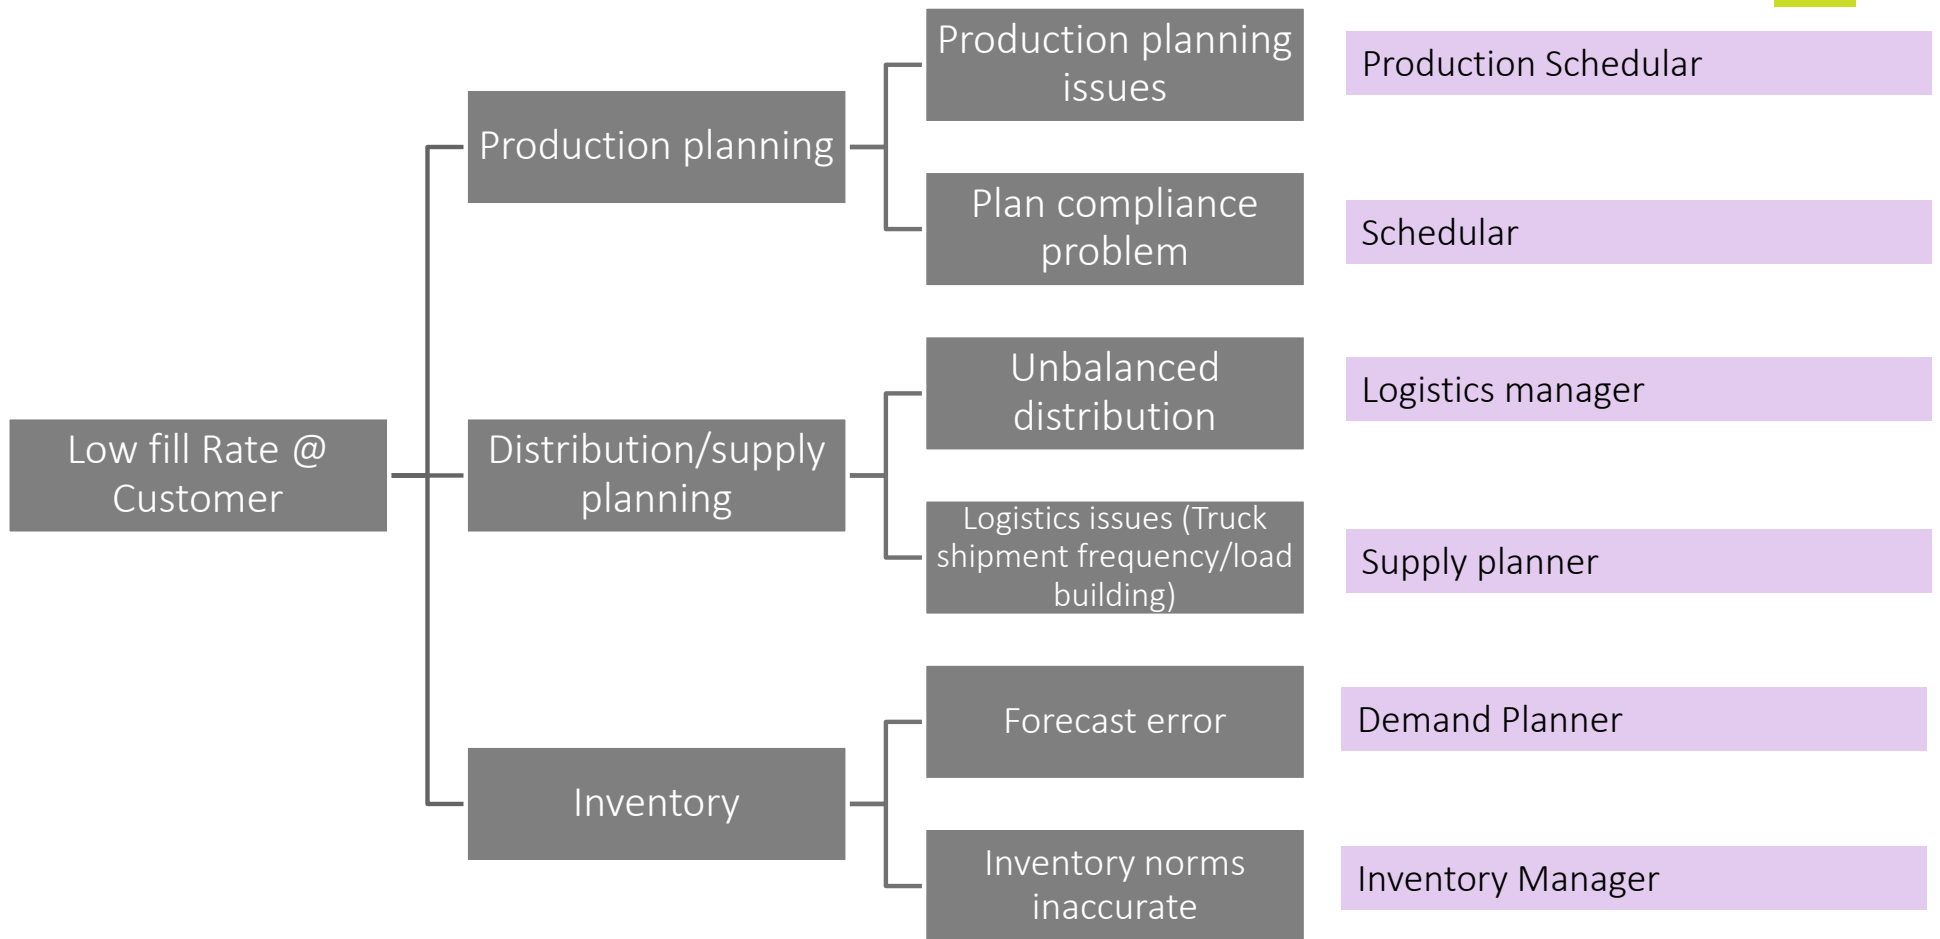 Production planning
issues
Production Schedular
Production planning
Plan compliance
problem
Schedular
Unbalanced
distribution
Logistics manager
Low fill Rate @
Customer
Distribution/supply
planning
Logistics issues (Truck
shipment frequency/load
building)
Supply planner
Forecast error
Demand Planner
Inventory
Inventory norms
inaccurate
Inventory Manager